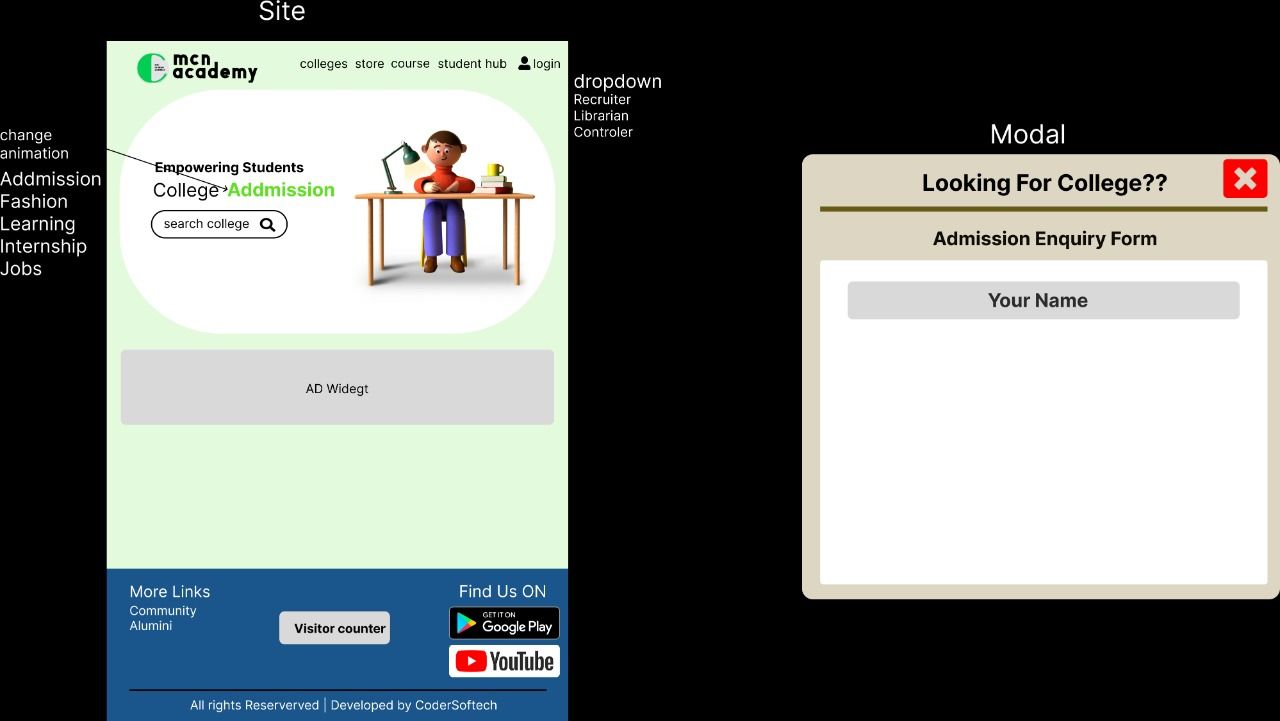 Site
mcn
academy
colleges store course student hub login
dropdown
Recruiter
Librarian
Controler
change
animation
Addmission
Fashion
Learning
Internship
Jobs
Empowering Students
College Addmission
search college
AD Widegt
More Links
Community
Alumini
Visitor counter
Find Us ON
GET IT ON
Google Play
YouTube
All rights Reserverved | Developed by CoderSoftech
Modal
Looking For College??
Admission Enquiry Form
Your Name